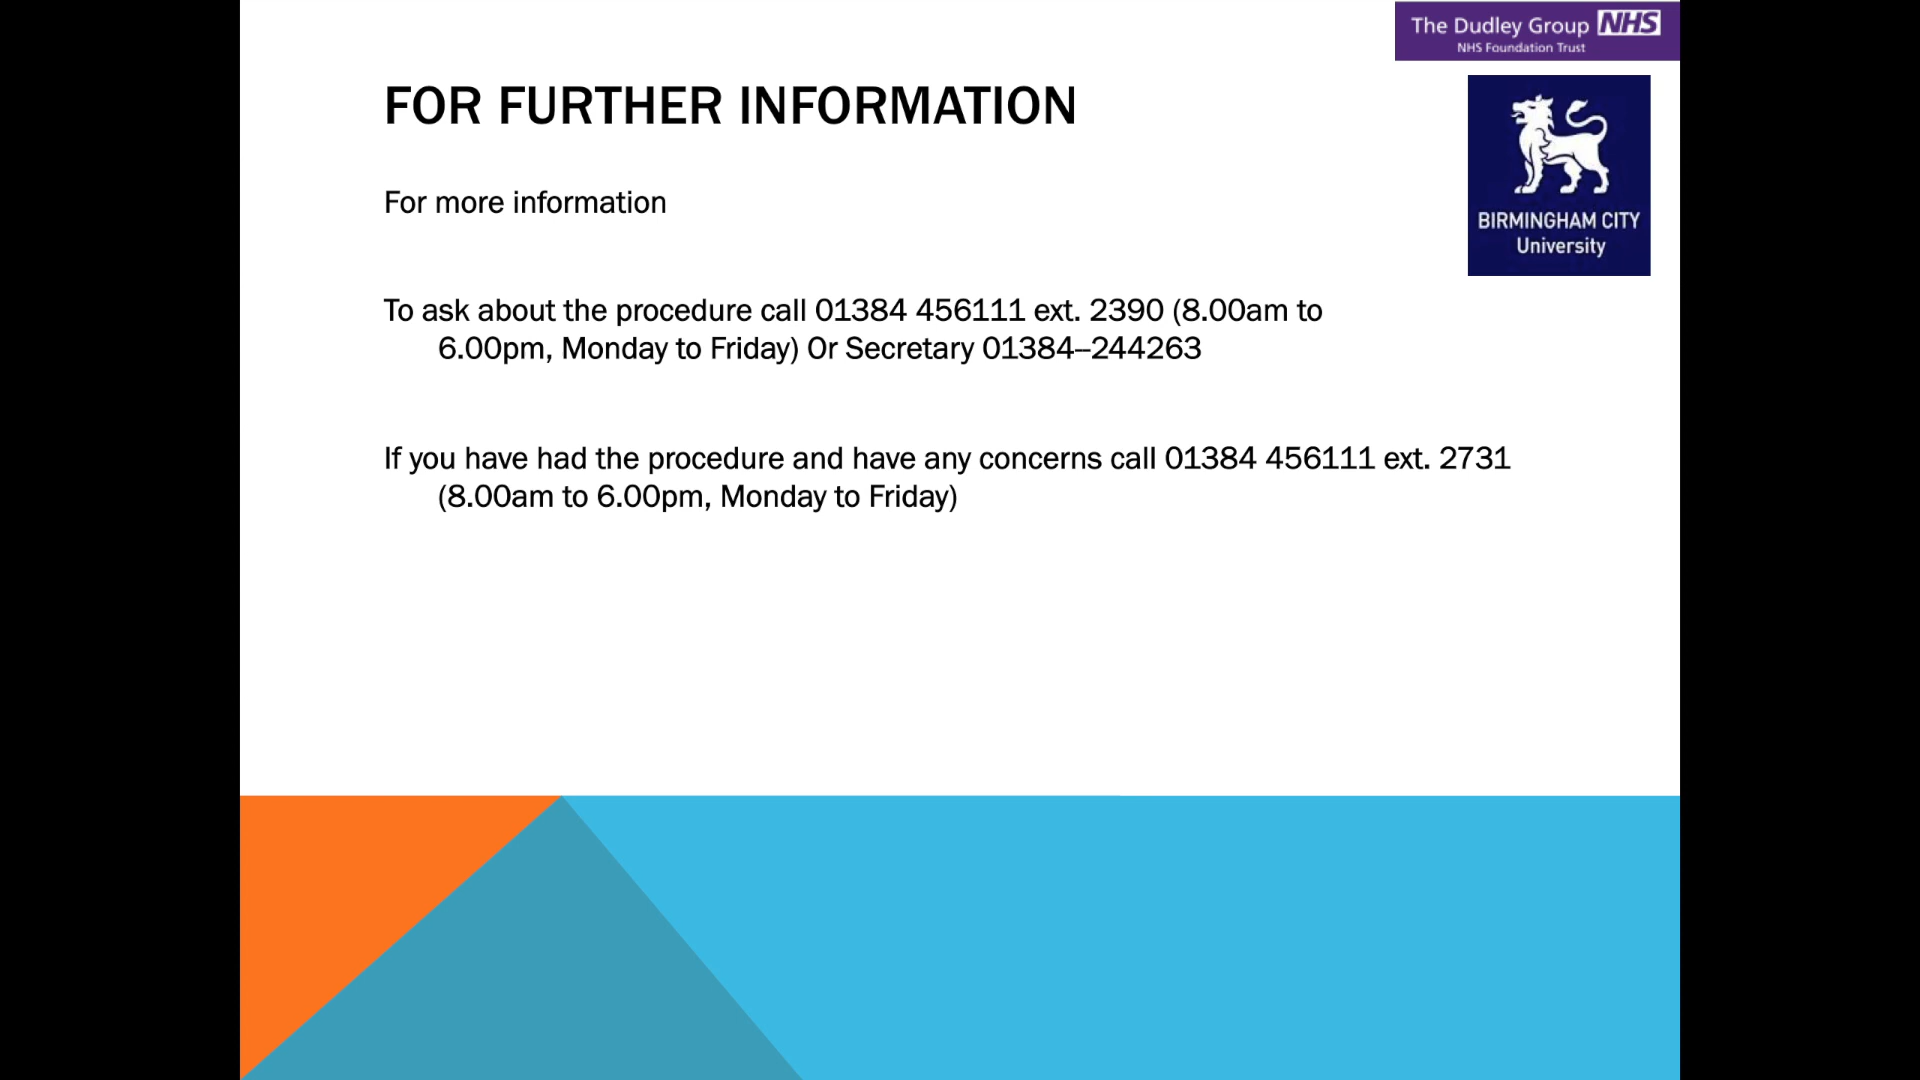 The Dudley Group NHS
NHS Foundation Trust
FOR FURTHER INFORMATION
BIRMINGHAM CITY
University
For more information
To ask about the procedure call 01384 456111 ext. 2390 (8.00am to
6.00pm, Monday to Friday) Or Secretary 01384–244263
If you have had the procedure and have any concerns call 01384 456111 ext. 2731
(8.00am to 6.00pm, Monday to Friday)